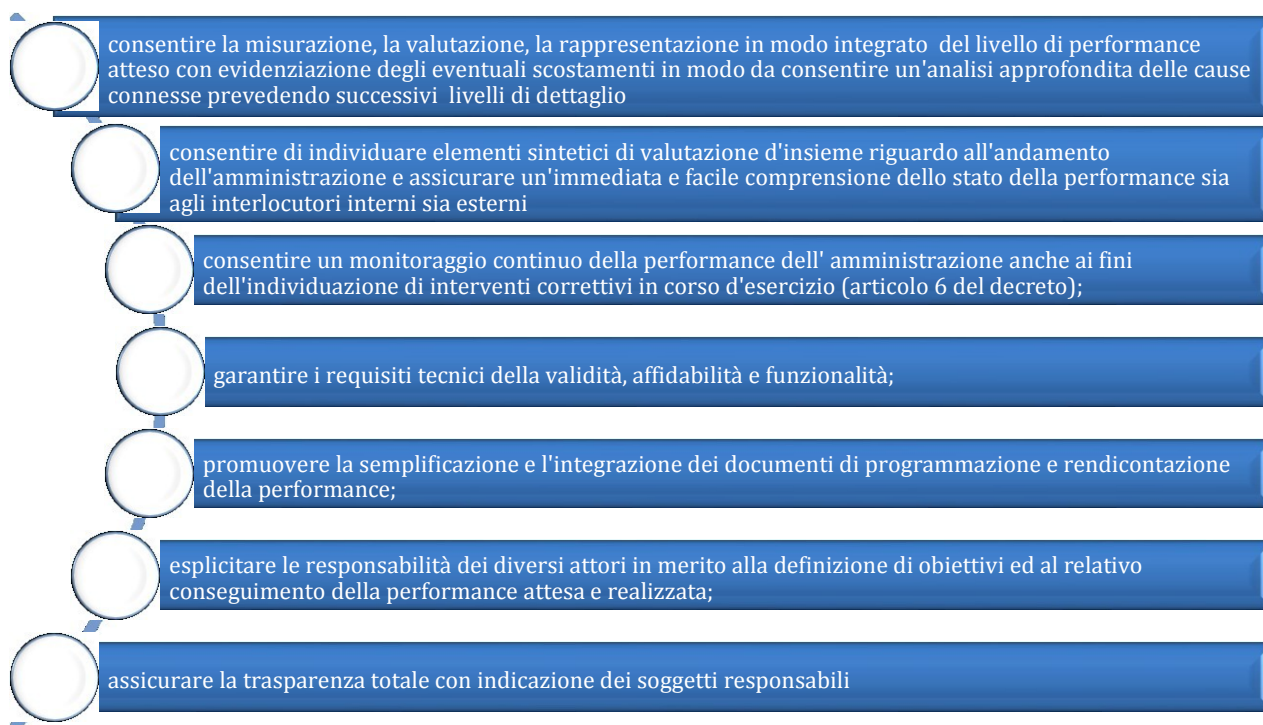 consentire la misurazione, la valutazione, la rappresentazione in modo integrato  del livello di performance
atteso con evidenziazione degli eventuali scostamenti in modo da consentire un'analisi approfondita delle cause
connesse prevedendo successivi  livelli di dettaglio
consentire di individuare elementi sintetici di valutazione d'insieme riguardo all'andamento
dell'amministrazione e assicurare un'immediata e facile comprensione dello stato della performance sia
agli interlocutori interni sia esterni
consentire un monitoraggio continuo della performance dell' amministrazione anche ai fini
dell'individuazione di interventi correttivi in corso d'esercizio (articolo 6 del decreto);
garantire i requisiti tecnici della validità, affidabilità e funzionalità;
promuovere la semplificazione e l'integrazione dei documenti di programmazione e rendicontazione
della performance;
esplicitare le responsabilità dei diversi attori in merito alla definizione di obiettivi ed al relativo
conseguimento della performance attesa e realizzata;
assicurare la trasparenza totale con indicazione dei soggetti responsabili